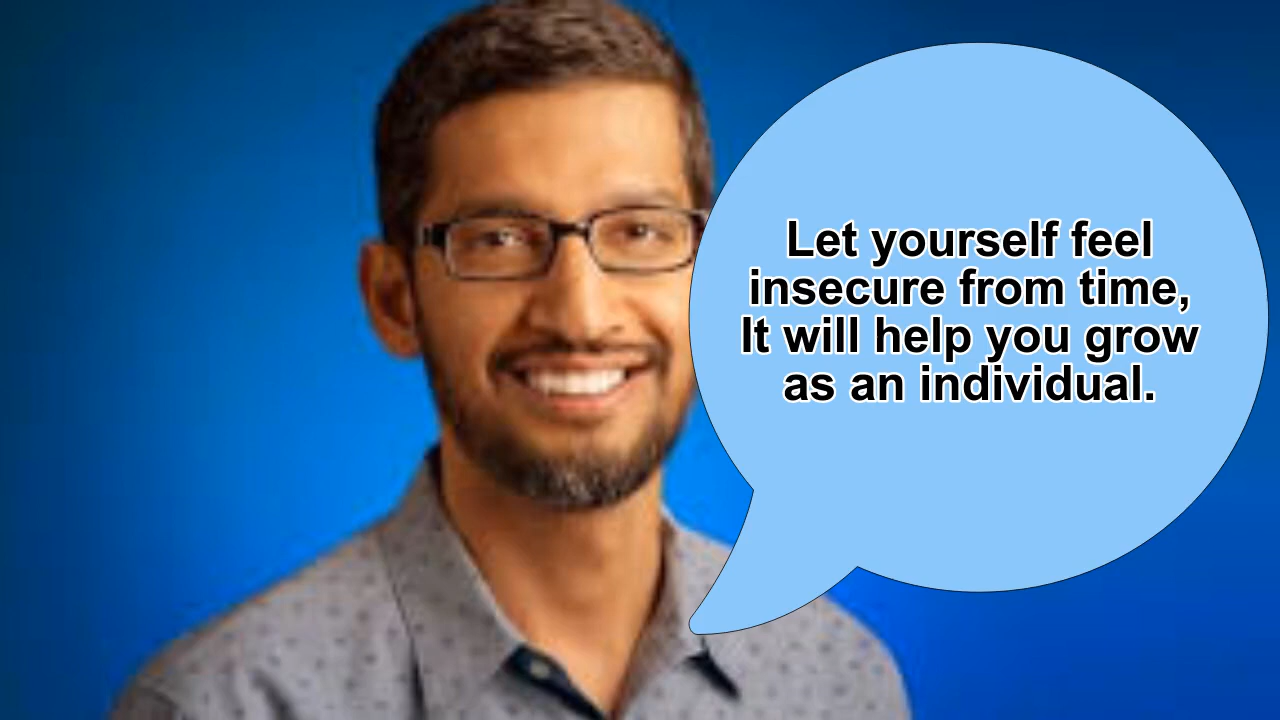 Let yourself feel
insecure from time,
It will help you grow
as an individual.